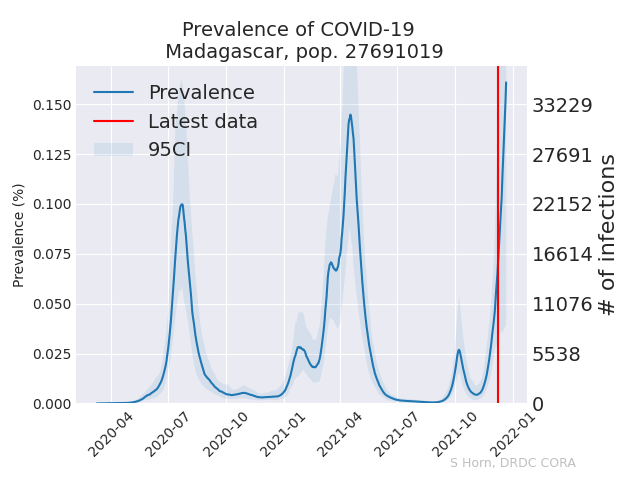 Prevalence of COVID-19
Madagascar, pop. 27691019
Prevalence
Latest data
95CI
0.150
0.125
0.100
0.075
0.050
0.025
0.000
Prevalence (%)
33229
27691
22152
16614
11076
5538
0
# of infections
2020-04
2020-07
2020-10
2021-01
2021-04
2021-07
2021-10
2022-01
S Horn, DRDC CORA